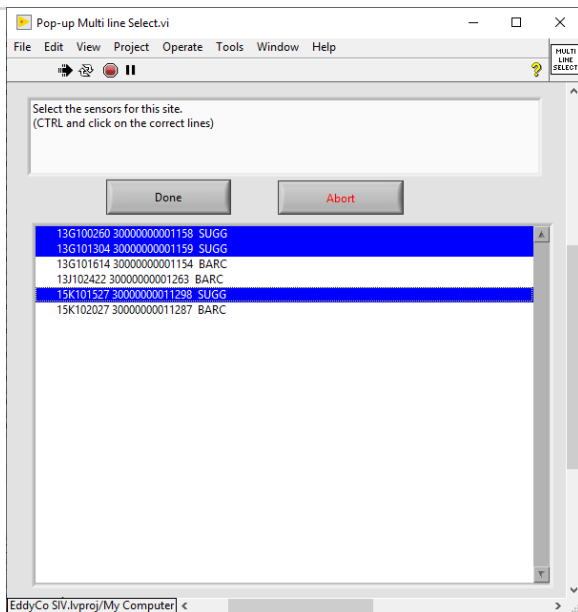 Pop-up Multi line Select.vi
File Edit View Project Operate Tools Window Help
MULTI
LINE
SELECT
Select the sensors for this site.
(CTRL and click on the correct lines)
Done Abort
13G100260 30000000001158 SUGG
13G101304 30000000001159 SUGG
13G101614 30000000001154 BARC
13J102422 30000000001263 BARC
15K101527 30000000011298 SUGG
15K102027 30000000011287 BARC
EddyCo SIV.lvproj/My Computer